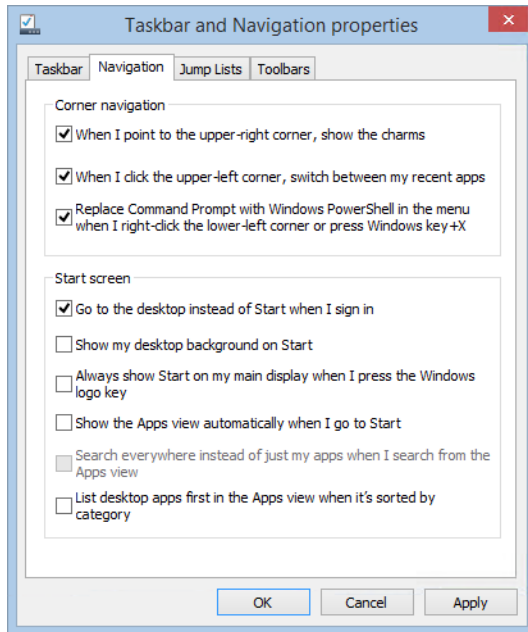 Taskbar and Navigation properties
Taskbar Navigation Jump Lists Toolbars
Corner navigation
When I point to the upper-right corner, show the charms
When I click the upper-left corner, switch between my recent apps
Replace Command Prompt with Windows PowerShell in the menu
when I right-click the lower-left corner or press Windows key+X
Start screen
Go to the desktop instead of Start when I sign in
Show my desktop background on Start
Always show Start on my main display when I press the Windows
logo key
Show the Apps view automatically when I go to Start
Search everywhere instead of just my apps when I search from the
Apps view
List desktop apps first in the Apps view when it's sorted by
category
OK Cancel Apply